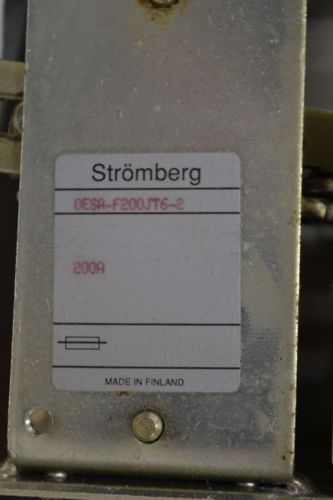 Strömberg
OESA-F200JT6-2
200A
MADE IN FINLAND